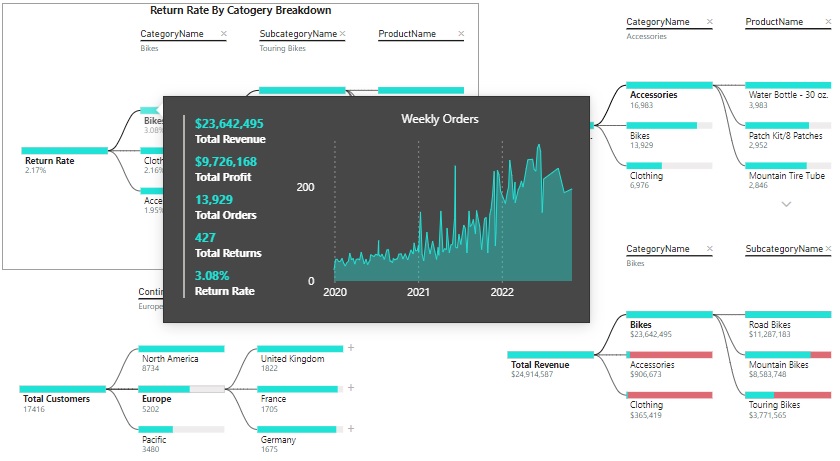 Return Rate By Catogery Breakdown
CategoryName ×
Bikes
SubcategoryName ×
Touring Bikes
ProductName ×
Return Rate
2.17%
Bikes
3.08%
2.16%
1.95%
$23,642,495
Total Revenue
$9,726,168
Total Profit
13,929
Total Orders
427
Total Returns
3.08%
Return Rate
Weekly Orders
200
0
2020
2021
2022
CategoryName ×
Accessories
ProductName ×
Accessories
16,983
Bikes
13,929
Clothing
6,976
Water Bottle - 30 oz.
3,983
Patch Kit/8 Patches
2,952
Mountain Tire Tube
2,846
Europe
Total Customers
17416
North America
8734
Europe
5202
Pacific
3480
United Kingdom +
1822
France +
1705
Germany +
1675
CategoryName ×
Bikes
SubcategoryName ×
Total Revenue
$24,914,587
Bikes
$23,642,495
Accessories
$906,673
Clothing
$365,419
Road Bikes
$11,287,183
Mountain Bikes
$8,583,748
Touring Bikes
$3,771,565